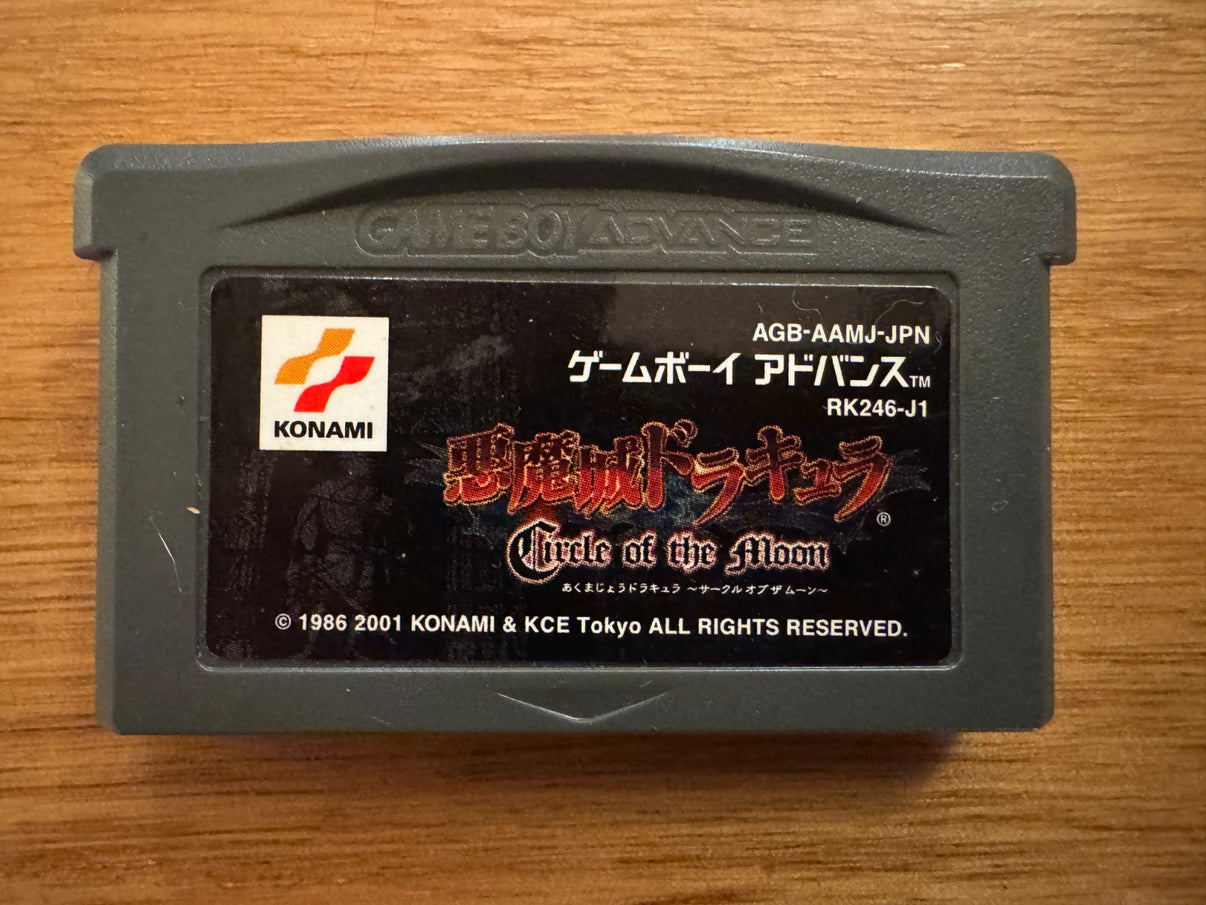 GAME BOY ADVANCE
KONAMI
AGB-AAMJ-JPN
ゲームボーイ アドバンス™
RK246-J1
悪魔城ドラキュラ®
Circle of the Moon
あくまじょうドラキュラ ～サークル オブ ザ ムーン～
© 1986 2001 KONAMI & KCE Tokyo ALL RIGHTS RESERVED.